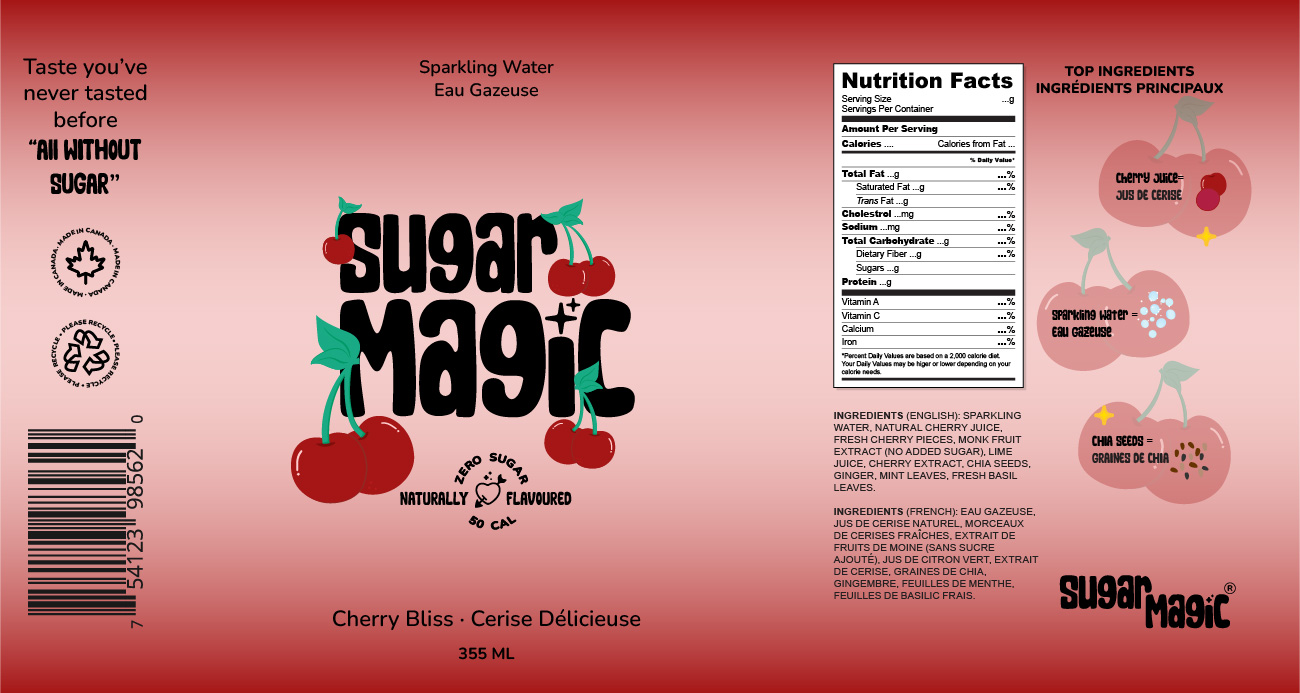 Taste you've
never tasted
before
"All WITHOUT
SUGAR"
MADE IN CANADA · MADE IN CANADA · MADE IN CANADA ·
PLEASE RECYCLE • PLEASE RECYCLE • PLEASE RECYCLE •
7 54123 98562 0
Sparkling Water
Eau Gazeuse
sugar
Magic
ZERO SUGAR
NATURALLY FLAVOURED
50 CAL
Cherry Bliss · Cerise Délicieuse
355 ML
Nutrition Facts
Serving Size ...g
Servings Per Container
Amount Per Serving
Calories .... Calories from Fat ...
% Daily Value*
Total Fat ...g ...%
Saturated Fat ...g ...%
Trans Fat ...g
Cholestrol ...mg ...%
Sodium ...mg ...%
Total Carbohydrate ...g ...%
Dietary Fiber ...g ...%
Sugars ...g
Protein ...g
Vitamin A ...%
Vitamin C ...%
Calcium ...%
Iron ...%
*Percent Daily Values are based on a 2,000 calorie diet.
Your Daily Values may be higer or lower depending on your
calorie needs.
INGREDIENTS (ENGLISH): SPARKLING
WATER, NATURAL CHERRY JUICE,
FRESH CHERRY PIECES, MONK FRUIT
EXTRACT (NO ADDED SUGAR), LIME
JUICE, CHERRY EXTRACT, CHIA SEEDS,
GINGER, MINT LEAVES, FRESH BASIL
LEAVES.
INGREDIENTS (FRENCH): EAU GAZEUSE,
JUS DE CERISE NATUREL, MORCEAUX
DE CERISES FRAÎCHES, EXTRAIT DE
FRUITS DE MOINE (SANS SUCRE
AJOUTÉ), JUS DE CITRON VERT, EXTRAIT
DE CERISE, GRAINES DE CHIA,
GINGEMBRE, FEUILLES DE MENTHE,
FEUILLES DE BASILIC FRAIS.
TOP INGREDIENTS
INGRÉDIENTS PRINCIPAUX
Cherry Juice=
JUS DE CERISE
Sparkling Water =
Eau Gazeuse
CHIA SEEDS =
GRAINES DE CHIA
sugar
Magic ®